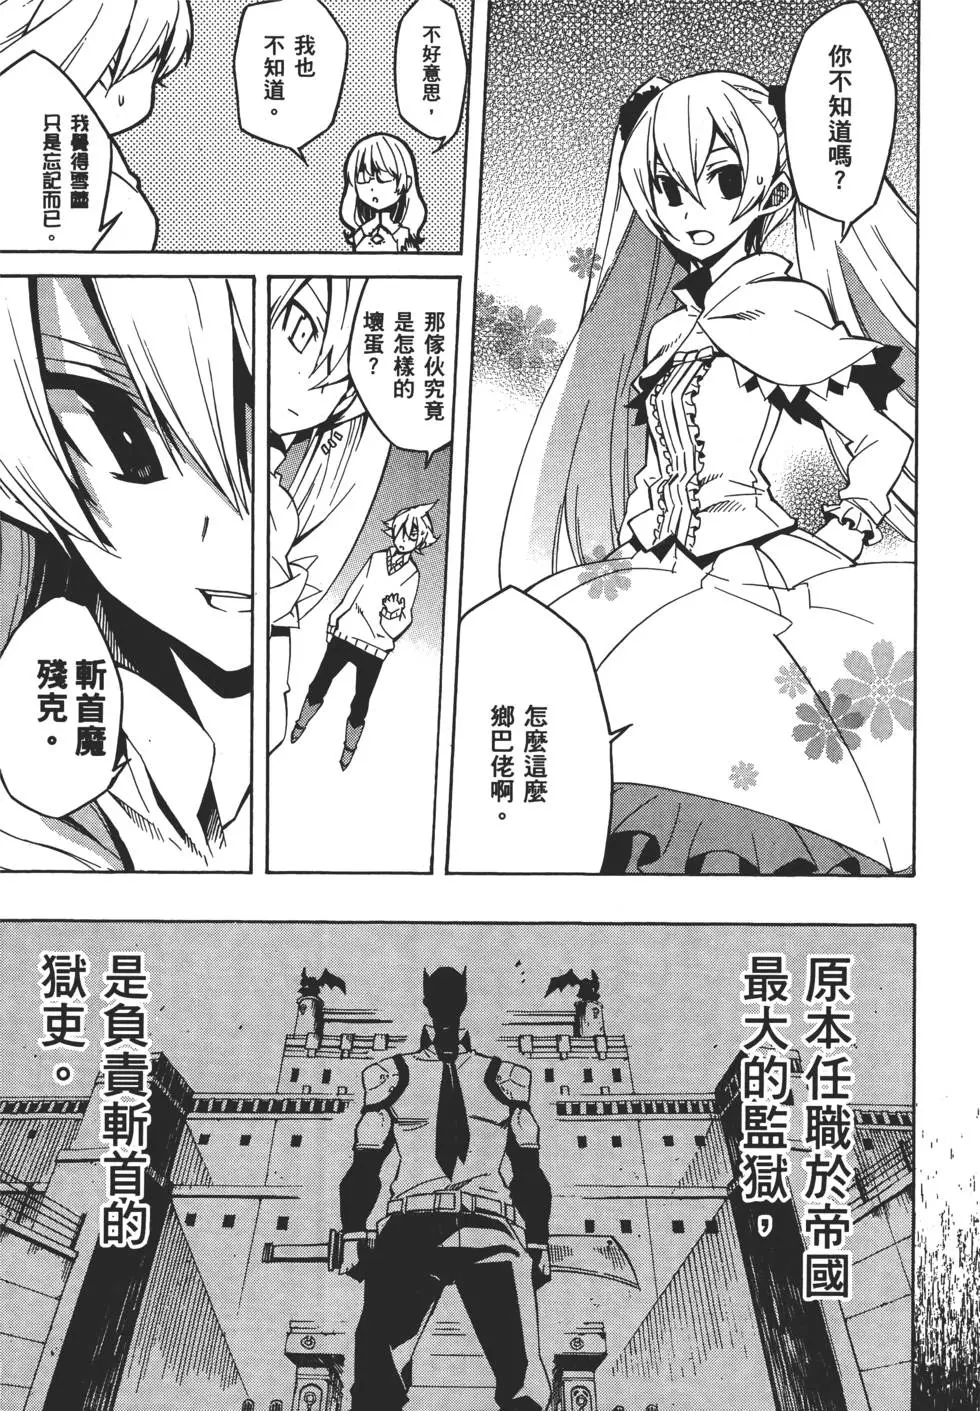 你不知道嗎？
怎麼這麼
鄉巴佬啊。
不好意思，
我也
不知道。
我覺得雪麗
只是忘記而已。
那傢伙究竟
是怎樣的
壞蛋？
斬首魔
殘克。
原本任職於帝國
最大的監獄，
是負責斬首的
獄吏。